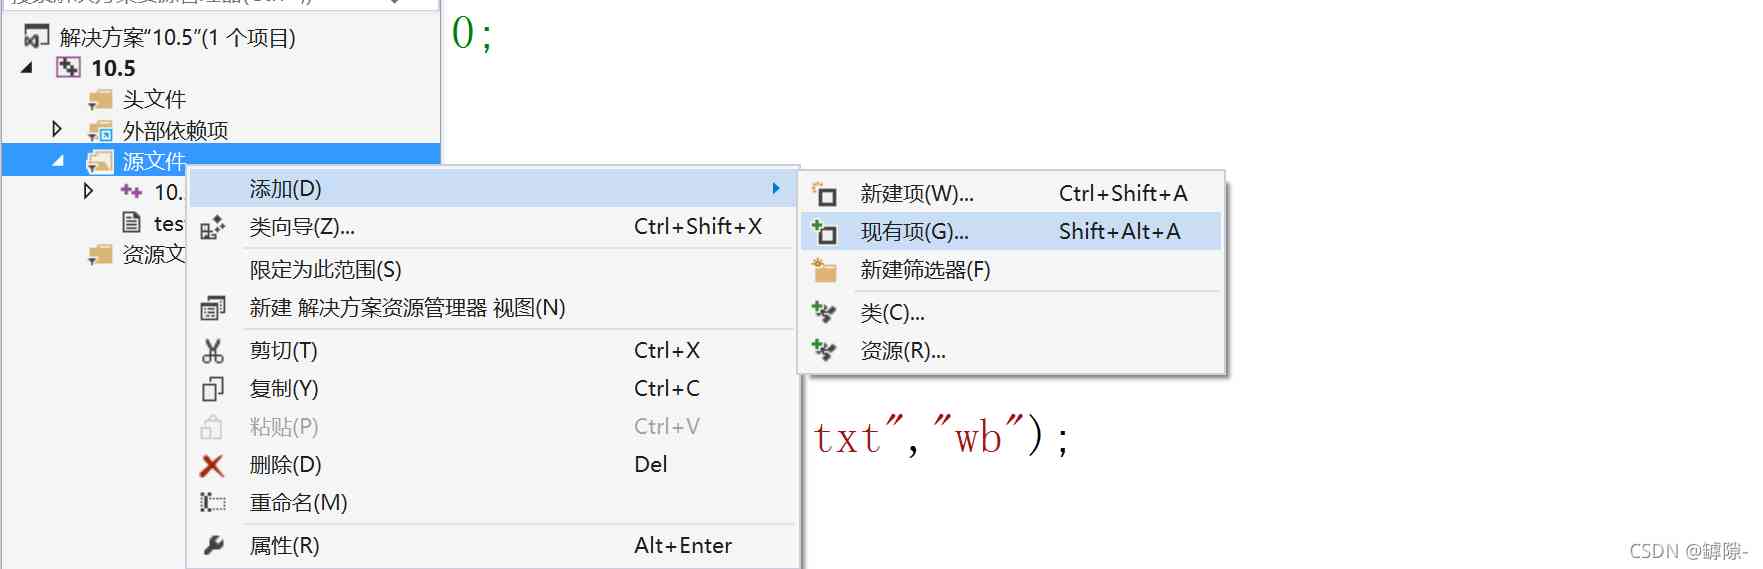 解决方案“10.5”(1 个项目)
10.5
头文件
外部依赖项
源文件
10.
tes
资源文
添加(D)
类向导(Z)... Ctrl+Shift+X
限定为此范围(S)
新建 解决方案资源管理器 视图(N)
剪切(T) Ctrl+X
复制(Y) Ctrl+C
粘贴(P) Ctrl+V
删除(D) Del
重命名(M)
属性(R) Alt+Enter
新建项(W)... Ctrl+Shift+A
现有项(G)... Shift+Alt+A
新建筛选器(F)
类(C)...
资源(R)...
0;
txt","wb");
CSDN @罅隙-